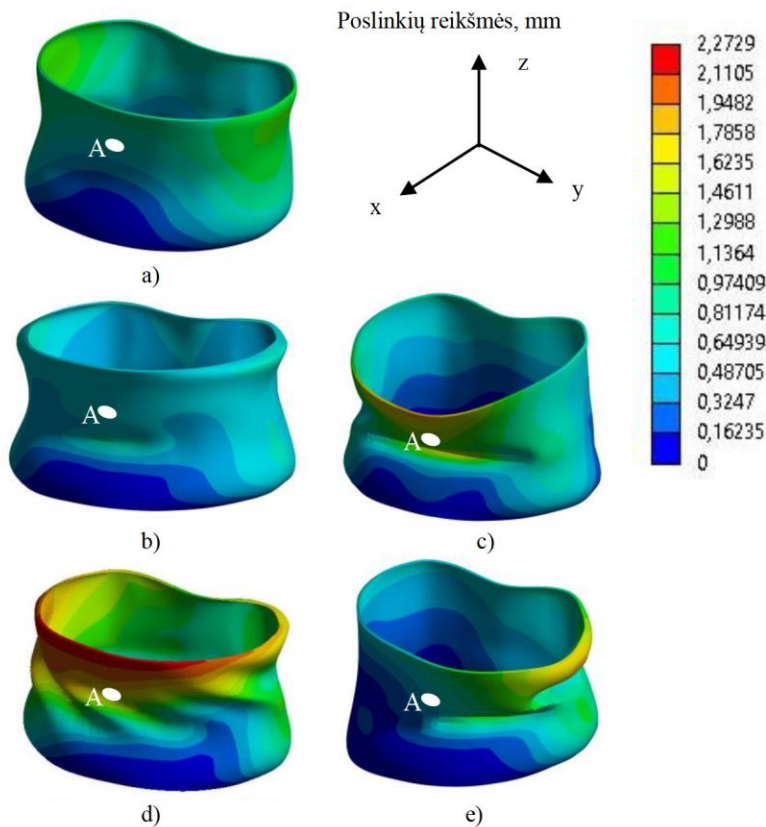 Poslinkių reikšmės, mm
z
x
y
2,2729
2,1105
1,9482
1,7858
1,6235
1,4611
1,2988
1,1364
0,97409
0,81174
0,64939
0,48705
0,3247
0,16235
0
A
a)
A
b)
A
c)
A
d)
A
e)